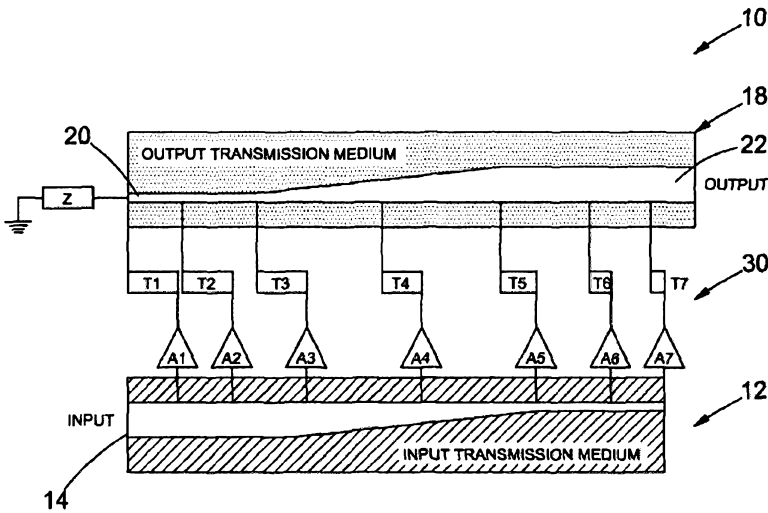 10
18
20
OUTPUT TRANSMISSION MEDIUM
22
OUTPUT
Z
T1 T2 T3 T4 T5 T6 T7
30
A1 A2 A3 A4 A5 A6 A7
12
INPUT
INPUT TRANSMISSION MEDIUM
14